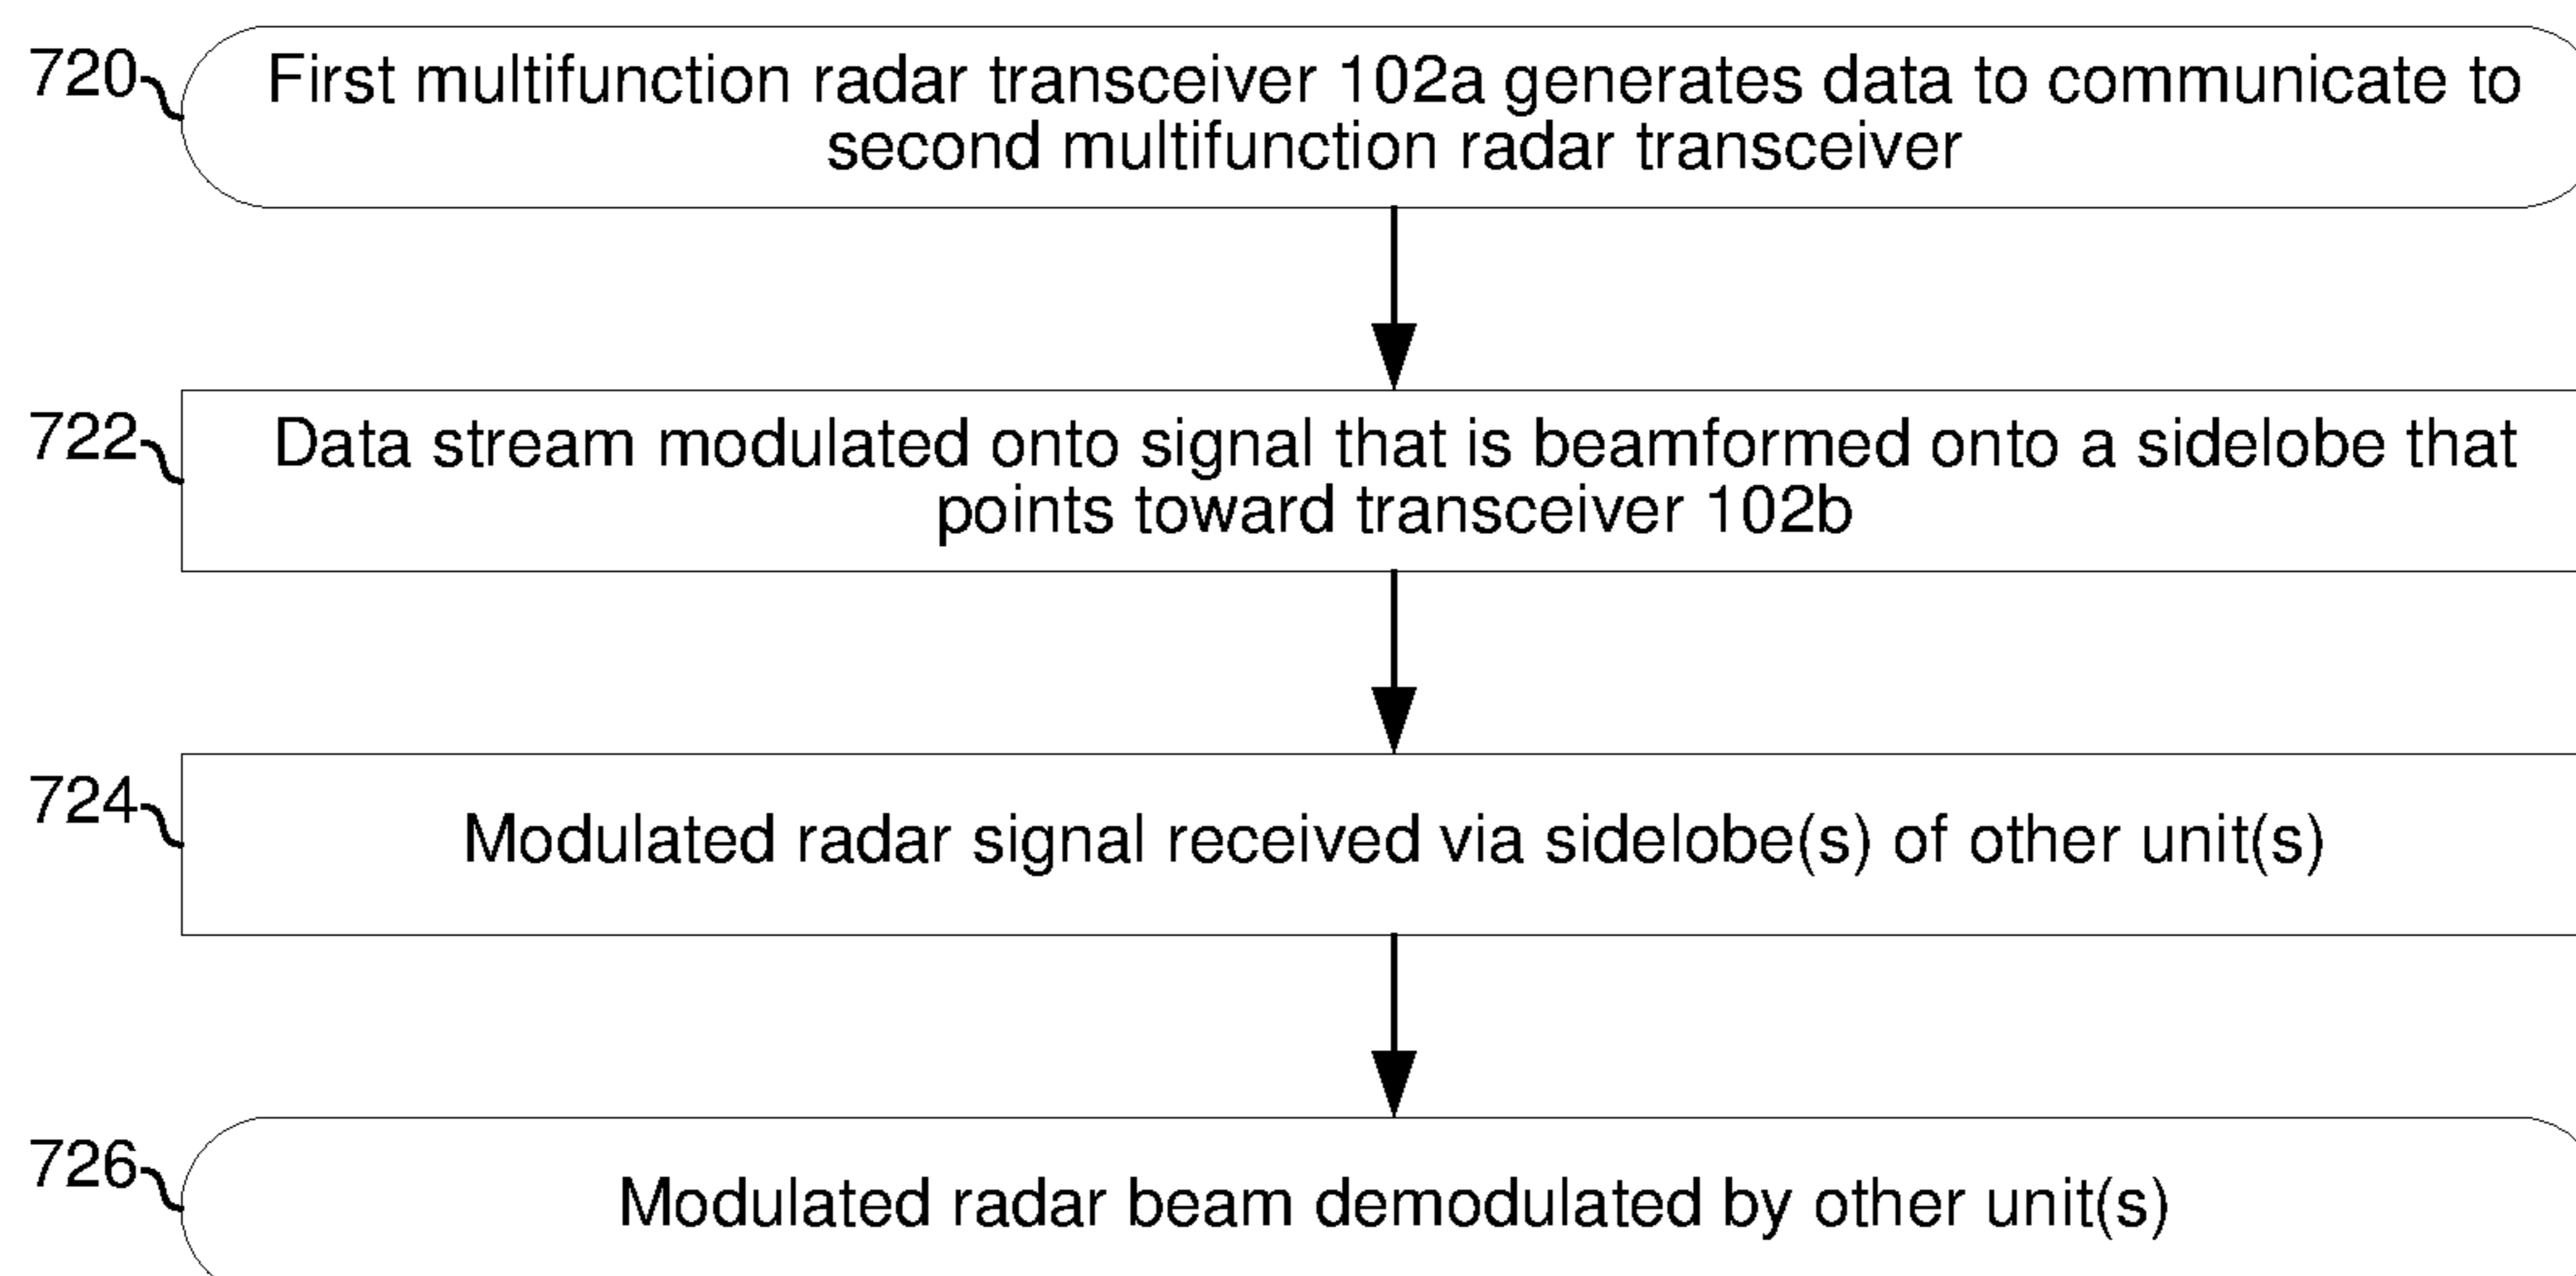 720
First multifunction radar transceiver 102a generates data to communicate to
second multifunction radar transceiver
722
Data stream modulated onto signal that is beamformed onto a sidelobe that
points toward transceiver 102b
724
Modulated radar signal received via sidelobe(s) of other unit(s)
726
Modulated radar beam demodulated by other unit(s)